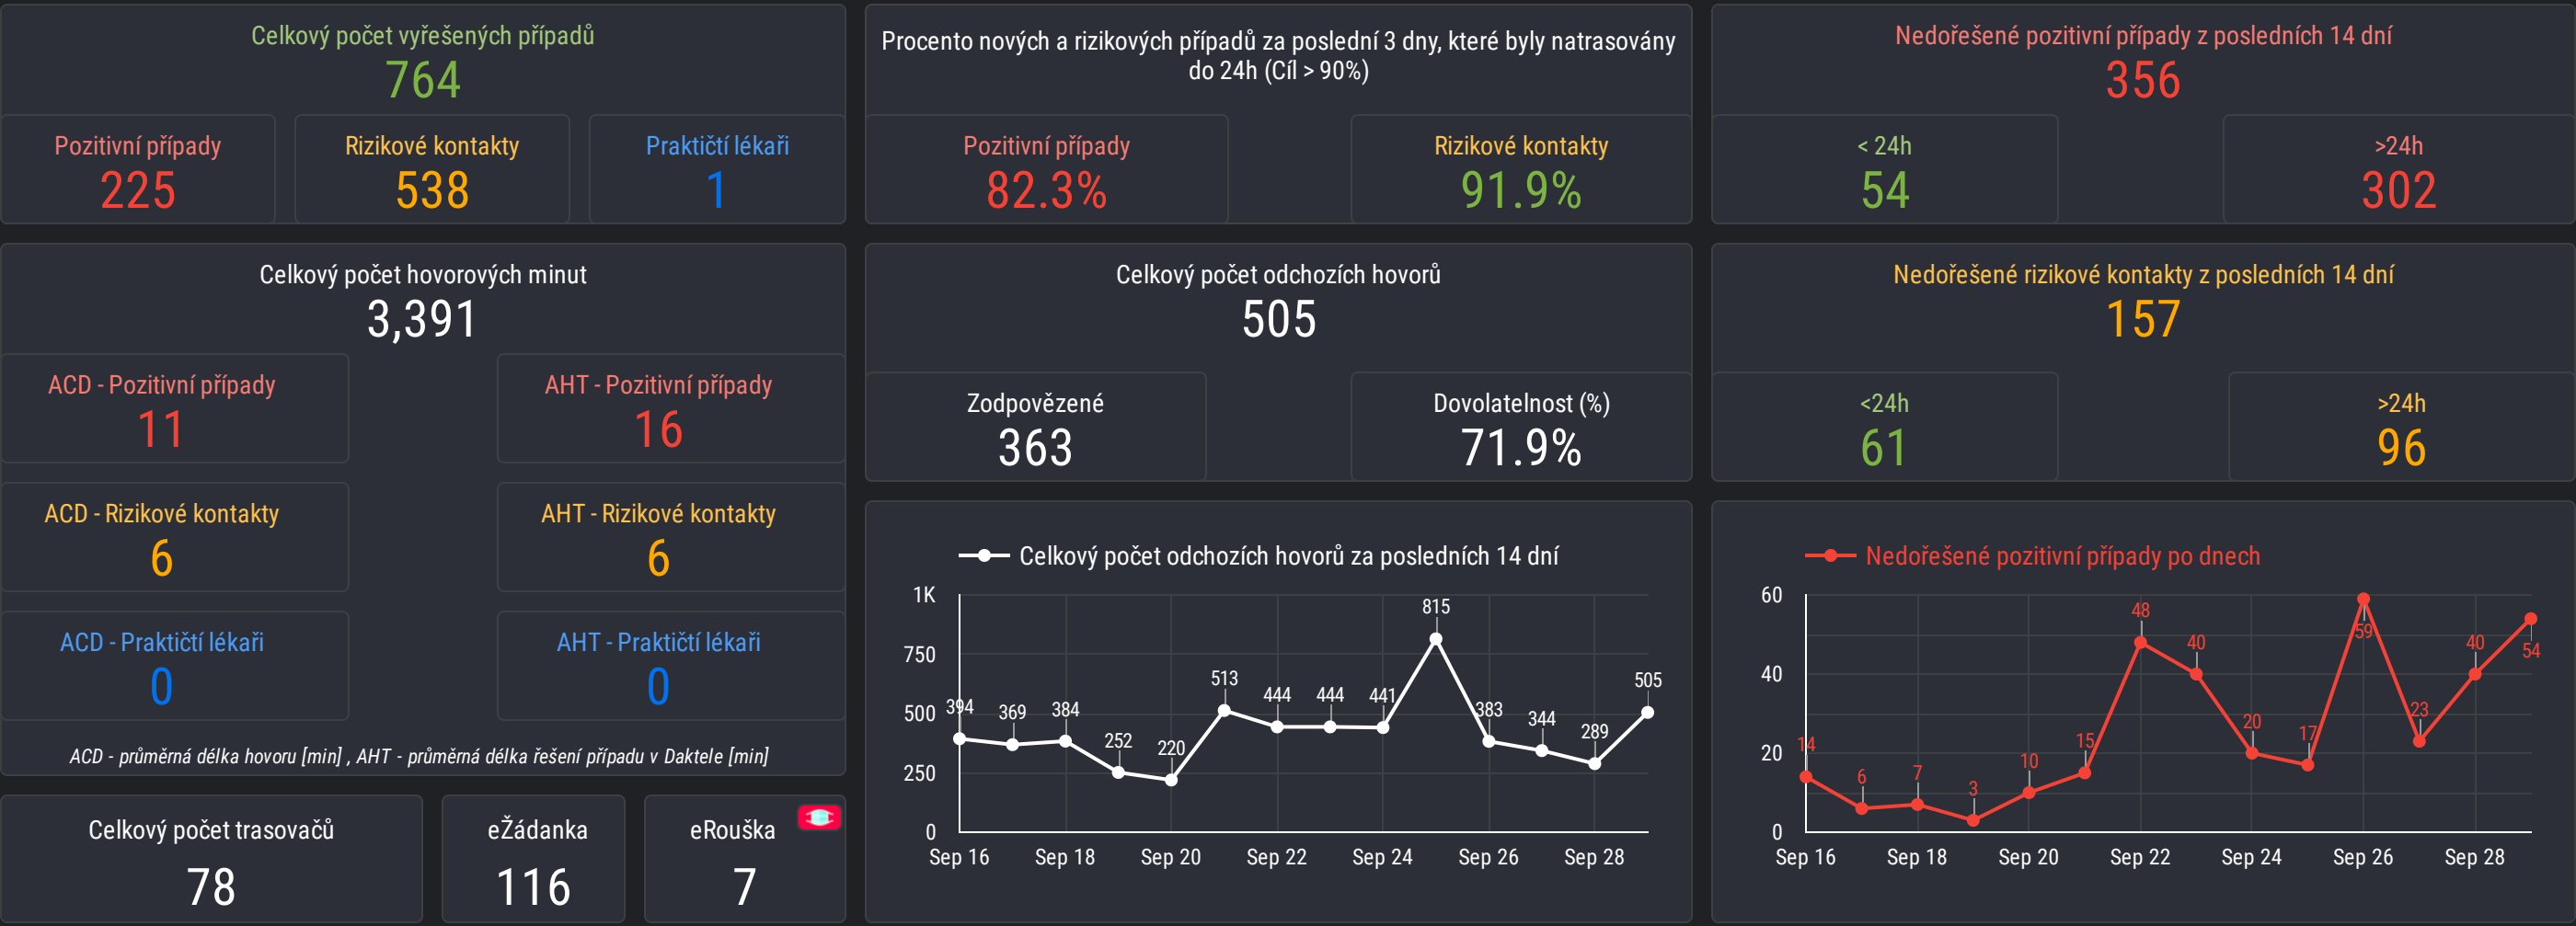 Celkový počet vyřešených případů
764
Pozitivní případy
225
Rizikové kontakty
538
Praktičtí lékaři
1
Procento nových a rizikových případů za poslední 3 dny, které byly natrasovány
do 24h (Cíl > 90%)
Pozitivní případy
82.3%
Rizikové kontakty
91.9%
Nedořešené pozitivní případy z posledních 14 dní
356
< 24h
54
>24h
302
Celkový počet hovorových minut
3,391
ACD - Pozitivní případy
11
AHT - Pozitivní případy
16
ACD - Rizikové kontakty
6
AHT - Rizikové kontakty
6
ACD - Praktičtí lékaři
0
AHT - Praktičtí lékaři
0
ACD - průměrná délka hovoru [min] , AHT - průměrná délka řešení případu v Daktele [min]
Celkový počet odchozích hovorů
505
Zodpovězené
363
Dovolatelnost (%)
71.9%
Nedořešené rizikové kontakty z posledních 14 dní
157
<24h
61
>24h
96
Celkový počet trasovačů
78
eŽádanka
116
eRouška
7
Celkový počet odchozích hovorů za posledních 14 dní
1K
750
500
250
0
394
369
384
252
220
513
444
444
441
815
383
344
289
505
Sep 16
Sep 18
Sep 20
Sep 22
Sep 24
Sep 26
Sep 28
Nedořešené pozitivní případy po dnech
60
40
20
0
14
6
7
3
10
15
48
40
20
17
59
23
40
54
Sep 16
Sep 18
Sep 20
Sep 22
Sep 24
Sep 26
Sep 28